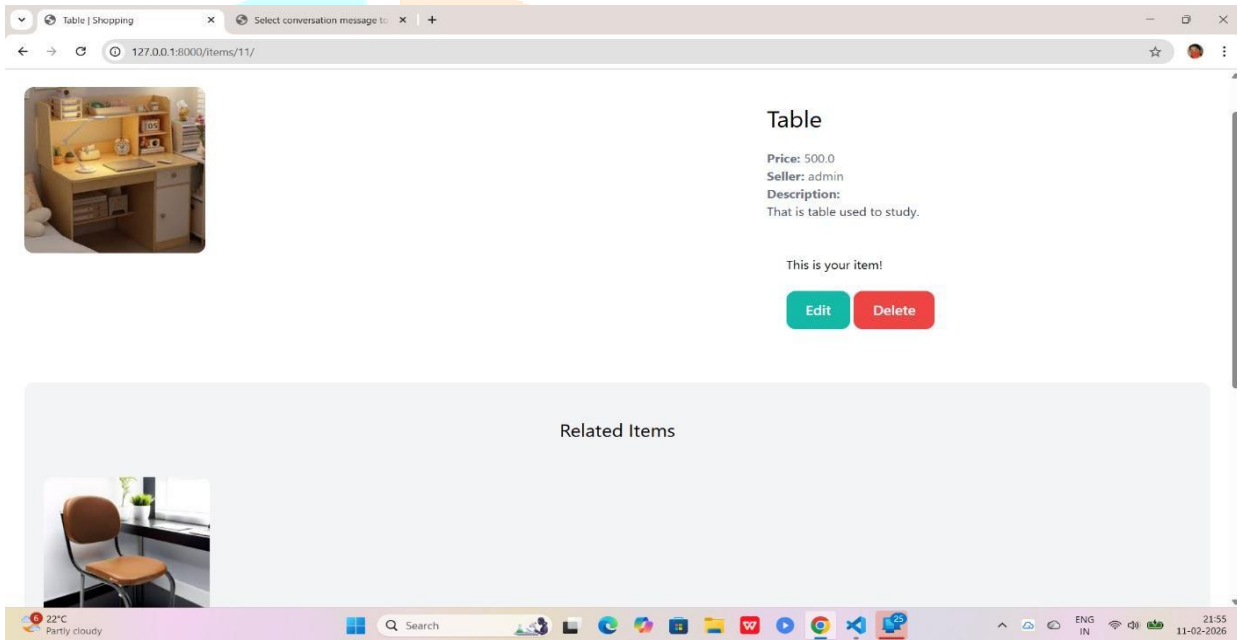 Table | Shopping
Select conversation message to
127.0.0.1:8000/items/11/
Table
Price: 500.0
Seller: admin
Description:
That is table used to study.
This is your item!
Edit Delete
Related Items
6
22°C
Partly cloudy
Search
W
25
ENG
IN
21:55
11-02-2026